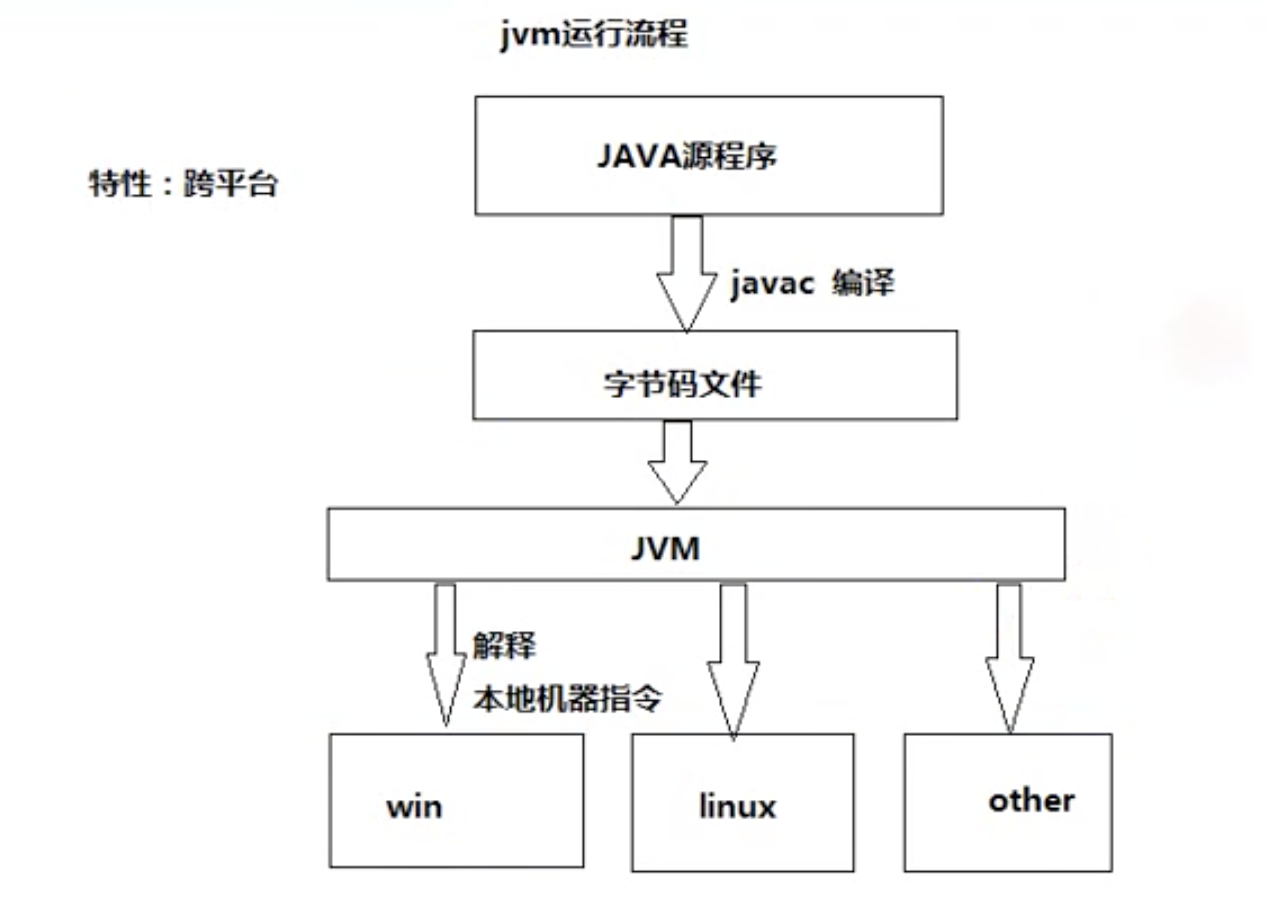 jvm运行流程
JAVA源程序
特性：跨平台
javac 编译
字节码文件
JVM
解释
本地机器指令
win
linux
other